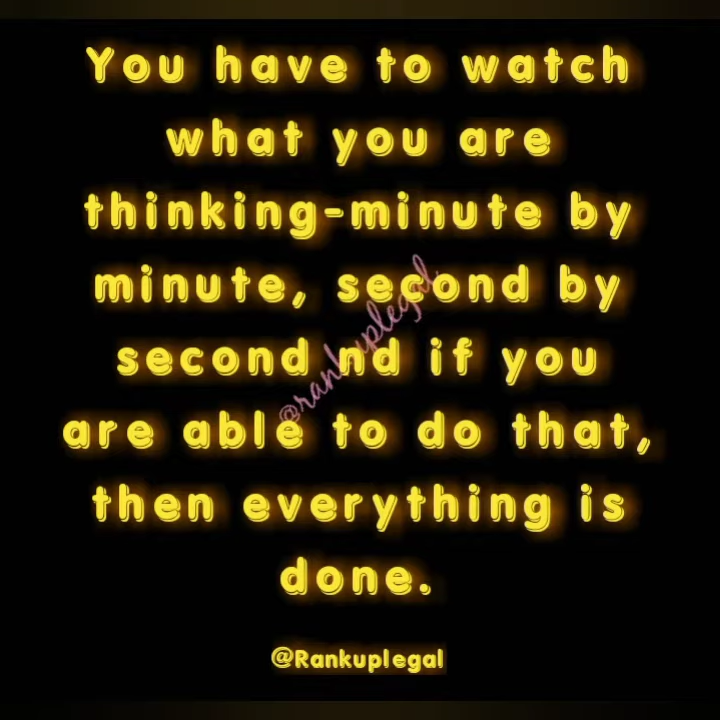 You have to watch
what you are
thinking-minute by
minute, second by
second nd if you
are able to do that,
then everything is
done.
@rankuplegal
@Rankuplegal